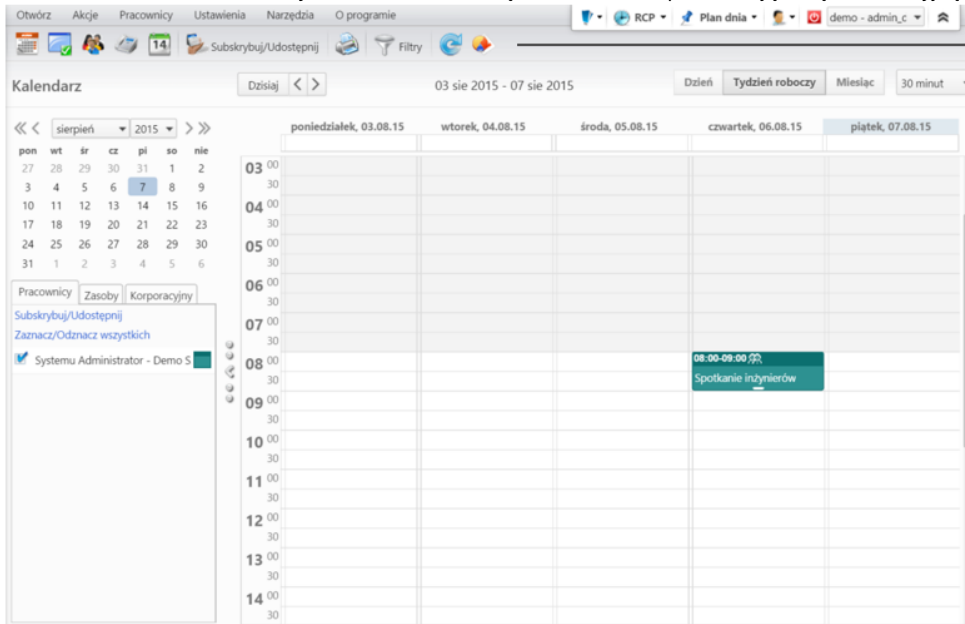 Otwórz Akcje Pracownicy Ustawienia Narzędzia O programie
RCP Plan dnia demo - admin_c
14 Subskrybuj/Udostępnij Filtry
Kalendarz Dzisiaj 03 sie 2015 - 07 sie 2015 Dzień Tydzień roboczy Miesiąc 30 minut
sierpień 2015
pon wt śr cz pi so nie
27 28 29 30 31 1 2
3 4 5 6 7 8 9
10 11 12 13 14 15 16
17 18 19 20 21 22 23
24 25 26 27 28 29 30
31 1 2 3 4 5 6
Pracownicy Zasoby Korporacyjny
Subskrybuj/Udostępnij
Zaznacz/Odznacz wszystkich
Systemu Administrator - Demo S
poniedziałek, 03.08.15 wtorek, 04.08.15 środa, 05.08.15 czwartek, 06.08.15 piątek, 07.08.15
03 00
30
04 00
30
05 00
30
06 00
30
07 00
30
08 00
30
09 00
30
10 00
30
11 00
30
12 00
30
13 00
30
14 00
30
08:00-09:00
Spotkanie inżynierów